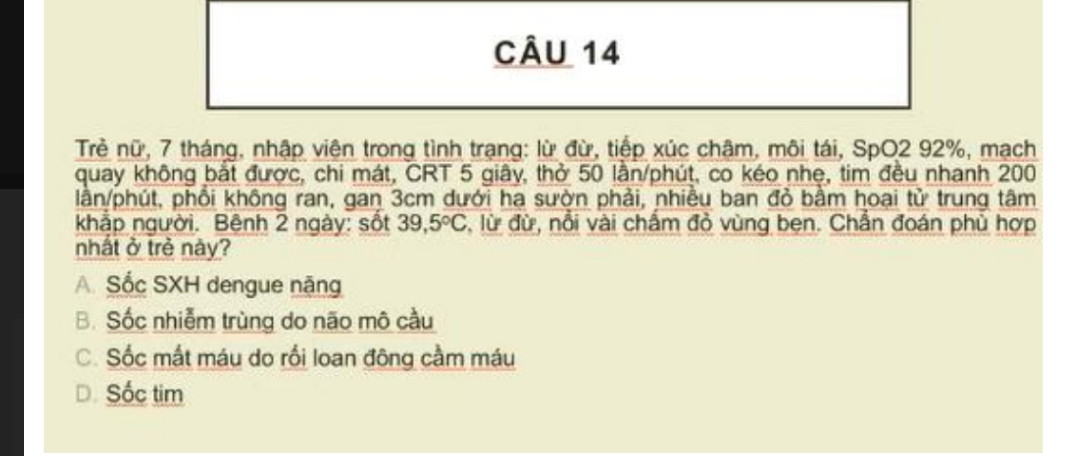 CÂU 14
Trẻ nữ, 7 tháng, nhập viện trong tình trạng: lừ đừ, tiếp xúc chậm, môi tái, SpO2 92%, mạch
quay không bắt được, chi mát, CRT 5 giây, thở 50 lần/phút, co kéo nhẹ, tim đều nhanh 200
lần/phút, phổi không ran, gan 3cm dưới hạ sườn phải, nhiều ban đỏ bầm hoại tử trung tâm
khắp người. Bệnh 2 ngày: sốt 39,5ºC, lừ đừ, nổi vài chấm đỏ vùng bẹn. Chẩn đoán phù hợp
nhất ở trẻ này?
A. Sốc SXH dengue nặng
B. Sốc nhiễm trùng do não mô cầu
C. Sốc mất máu do rối loạn đông cầm máu
D. Sốc tim